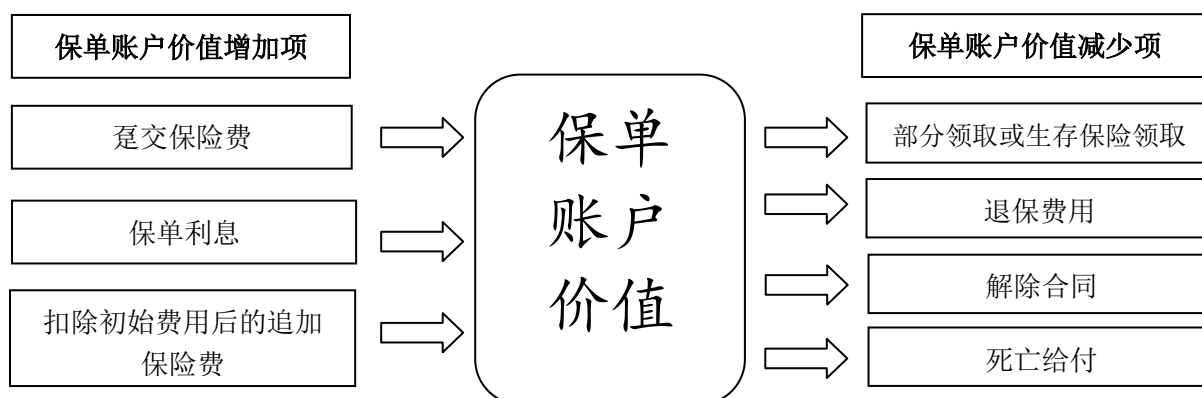 保单账户价值增加项
趸交保险费
保单利息
扣除初始费用后的追加
保险费
保单
账户
价值
保单账户价值减少项
部分领取或生存保险领取
退保费用
解除合同
死亡给付